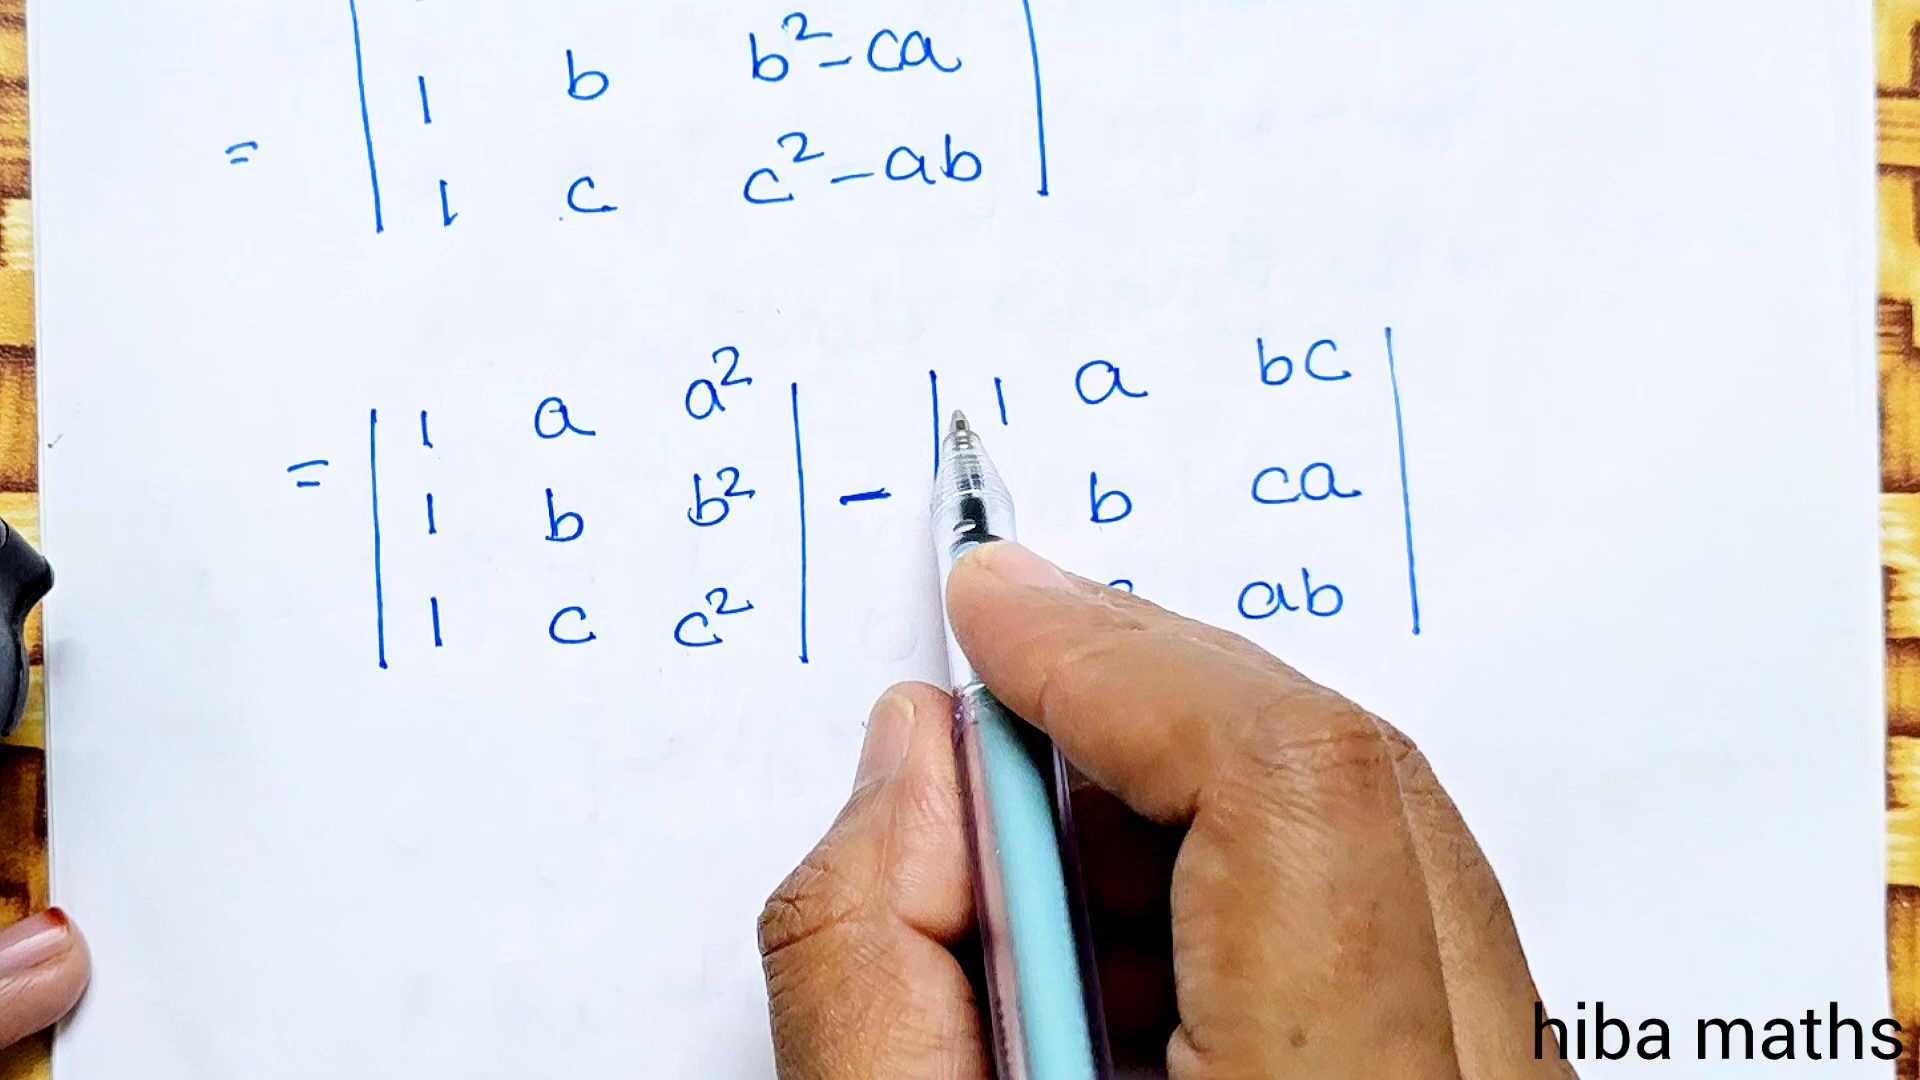 1 b b²-ca
= 1 c c²-ab
1 a a² 1 a bc
= 1 b b² - b ca
1 c c² ab
hiba maths